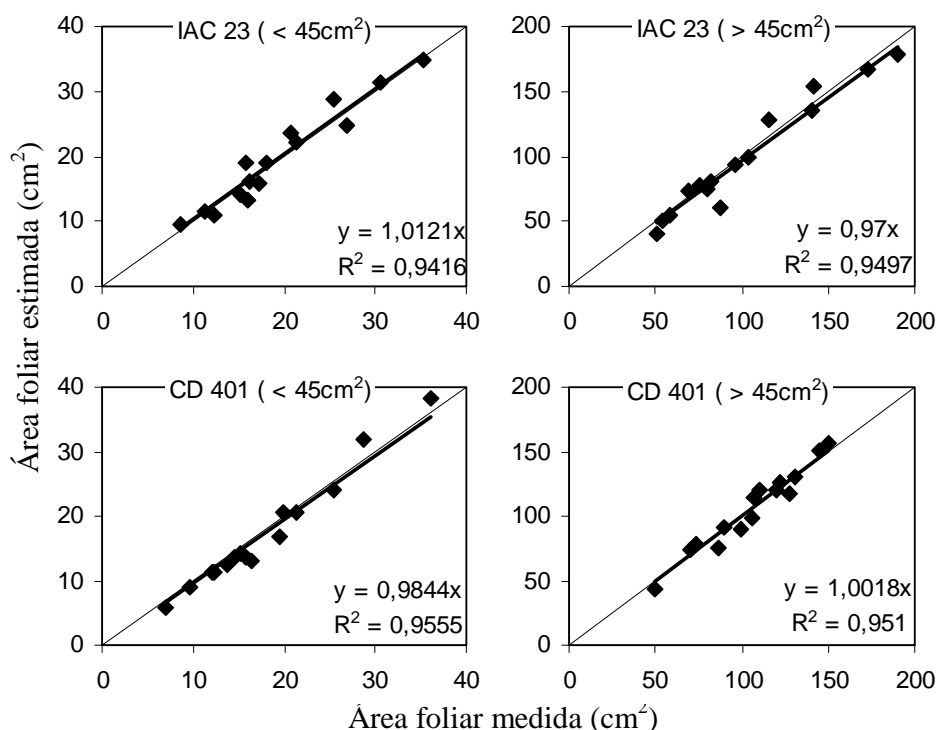 Área foliar estimada (cm²)
IAC 23 ( < 45cm²)
40
30
20
10
0
y = 1,0121x
R² = 0,9416
0 10 20 30 40
IAC 23 ( > 45cm²)
200
150
100
50
0
y = 0,97x
R² = 0,9497
0 50 100 150 200
CD 401 ( < 45cm²)
40
30
20
10
0
y = 0,9844x
R² = 0,9555
0 10 20 30 40
CD 401 ( > 45cm²)
200
150
100
50
0
y = 1,0018x
R² = 0,951
0 50 100 150 200
Área foliar medida (cm²)